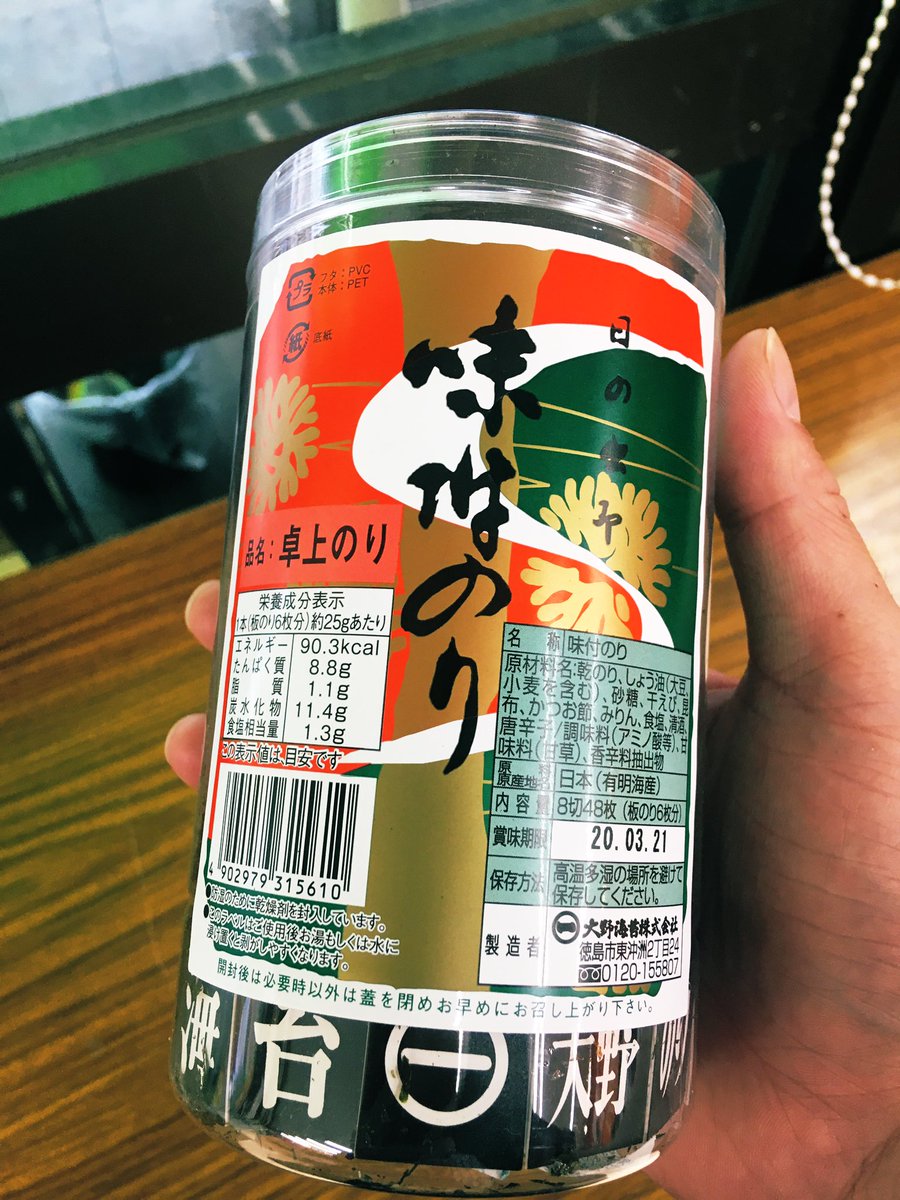 プラ
フタ：PVC
本体：PET
紙
底紙
日の出
味付のり
品名：卓上のり
栄養成分表示
1本（板のり6枚分）約25gあたり
エネルギー 90.3kcal
たんぱく質 8.8g
脂質 1.1g
炭水化物 11.4g
食塩相当量 1.3g
この表示値は、目安です
4 902979 315610
●防湿のために乾燥剤を封入しています。
●このラベルはご使用後お湯もしくは水に
漬け置くと剥がしやすくなります。
開封後は必要時以外は蓋を閉めお早めにお召し上がり下さい。
名称 味付のり
原材料名：乾のり、しょう油（大豆、
小麦を含む）、砂糖、干えび、昆
布、かつお節、みりん、食塩、清酒、
唐辛子/調味料（アミノ酸等）、甘
味料（甘草）、香辛料抽出物
原そう
原産地名 日本（有明海産）
内容量 8切48枚（板のり6枚分）
賞味期限 20.03.21
保存方法 高温多湿の場所を避けて
保存してください。
製造者 大野海苔株式会社
徳島市東沖洲2丁目24
0120-155807
海 台 一 大野